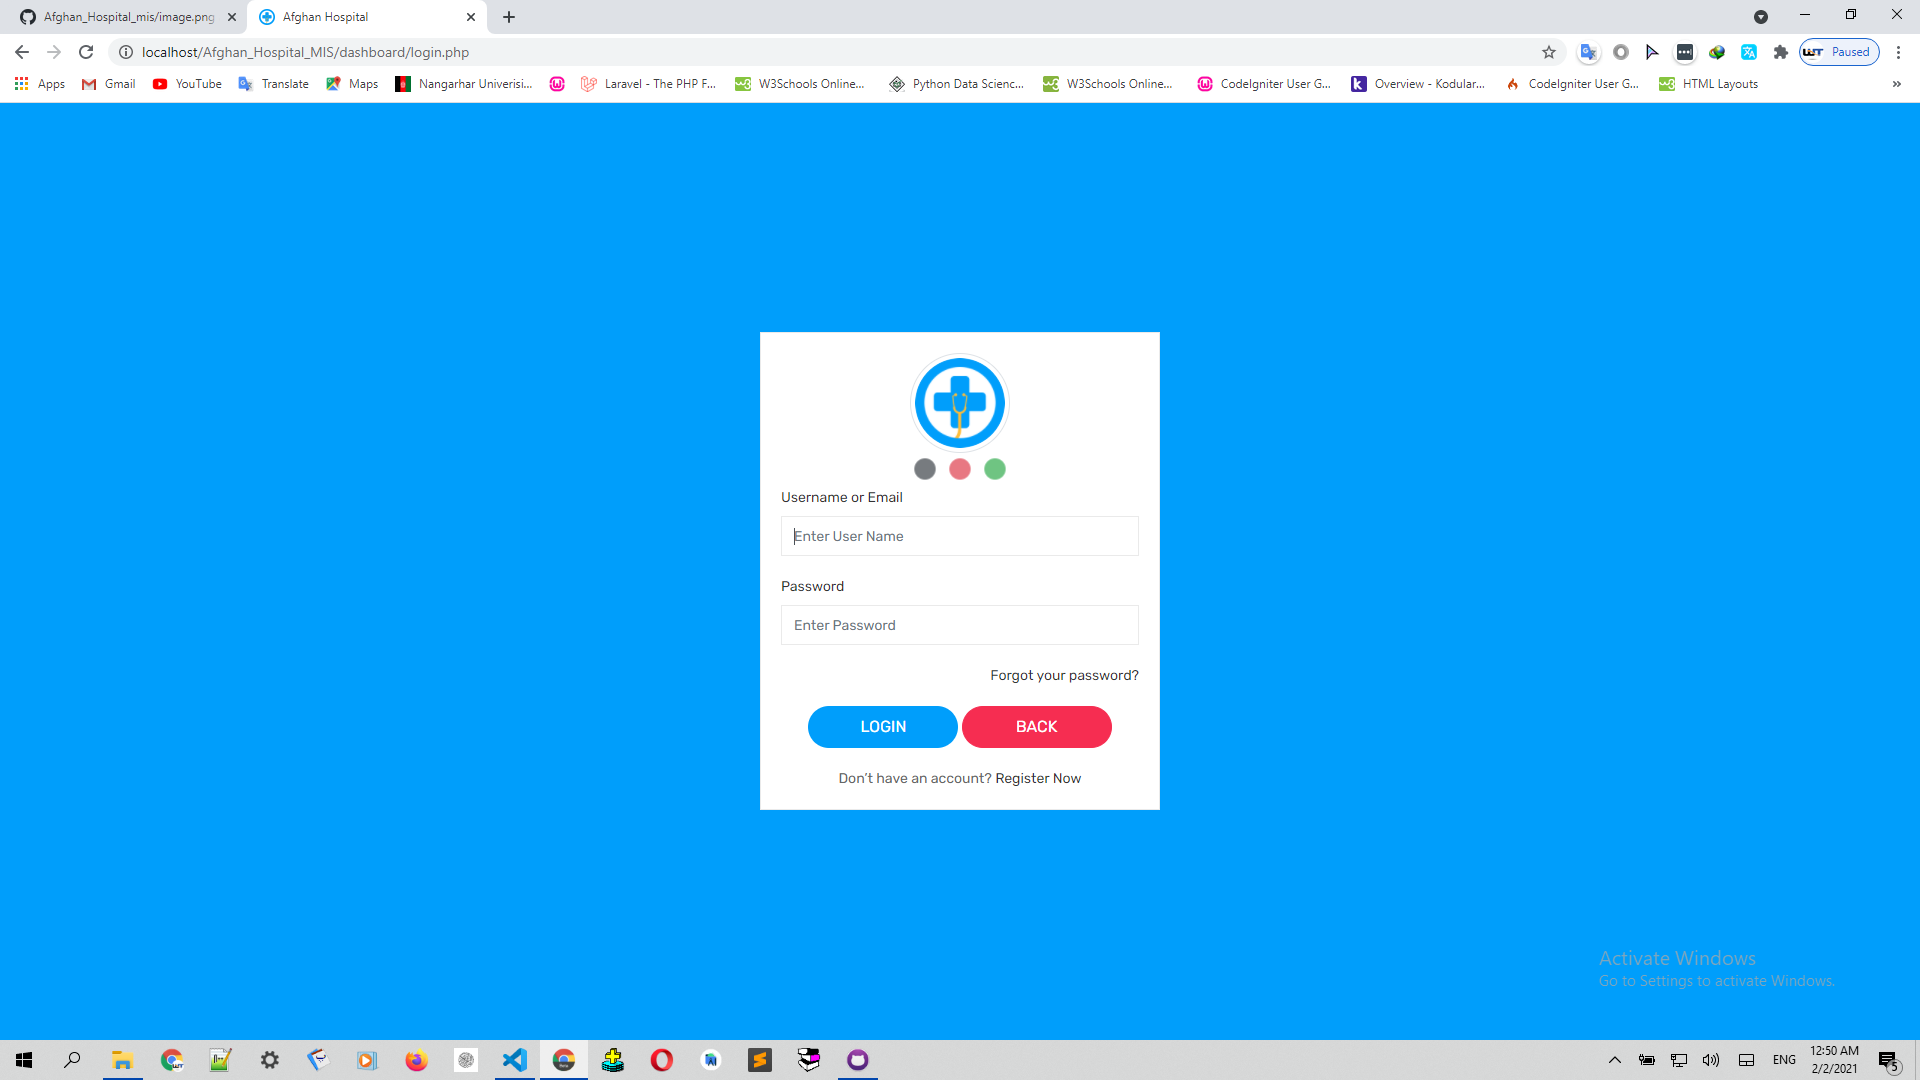 Afghan_Hospital_mis/image.png
Afghan Hospital
localhost/Afghan_Hospital_MIS/dashboard/login.php
Paused
Apps
Gmail
YouTube
Translate
Maps
Nangarhar Univerisi...
Laravel - The PHP F...
W3Schools Online...
Python Data Scienc...
W3Schools Online...
CodeIgniter User G...
Overview - Kodular...
CodeIgniter User G...
HTML Layouts
»
Username or Email
Enter User Name
Password
Enter Password
Forgot your password?
LOGIN
BACK
Don't have an account? Register Now
Activate Windows
Go to Settings to activate Windows.
ENG
12:50 AM
2/2/2021
5